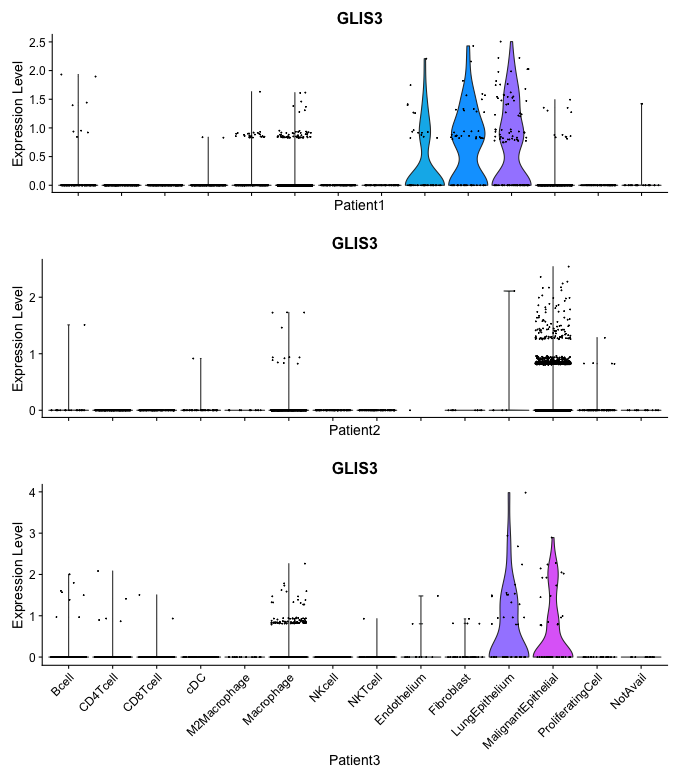 GLIS3
Expression Level
2.5
2.0
1.5
1.0
0.5
0.0
Patient1
GLIS3
Expression Level
2
1
0
Patient2
GLIS3
Expression Level
4
3
2
1
0
Bcell
CD4Tcell
CD8Tcell
cDC
M2Macrophage
Macrophage
NKcell
NKTcell
Endothelium
Fibroblast
LungEpithelium
MalignantEpithelial
ProliferatingCell
NotAvail
Patient3